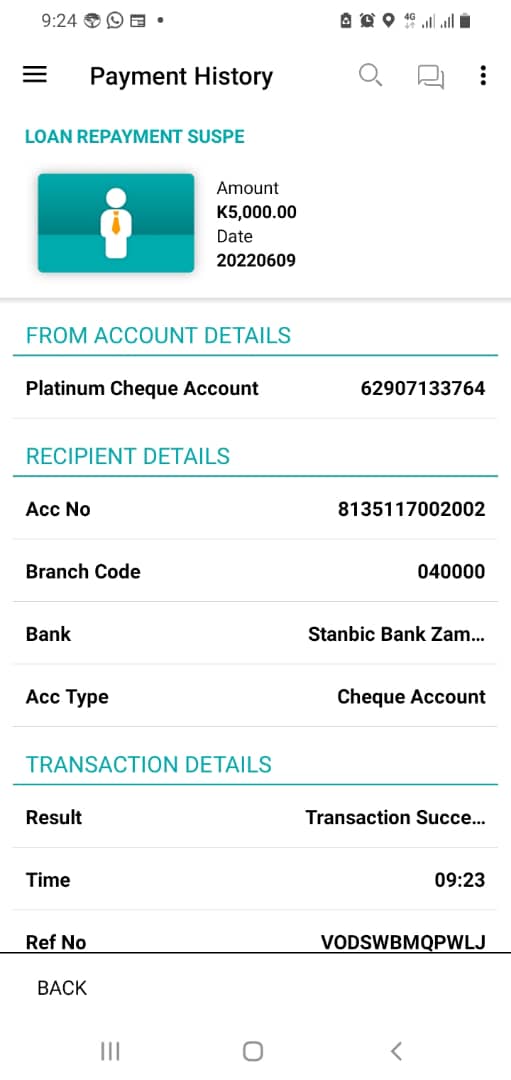 9:24
4G
Payment History
LOAN REPAYMENT SUSPE
Amount
K5,000.00
Date
20220609
FROM ACCOUNT DETAILS
Platinum Cheque Account 62907133764
RECIPIENT DETAILS
Acc No 8135117002002
Branch Code 040000
Bank Stanbic Bank Zam...
Acc Type Cheque Account
TRANSACTION DETAILS
Result Transaction Succe...
Time 09:23
Ref No VODSWBMQPWLJ
BACK